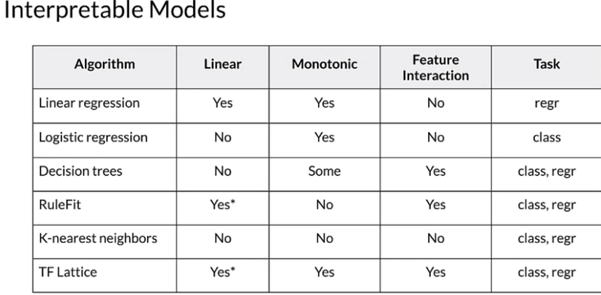 Interpretable Models
Algorithm Linear Monotonic Feature Interaction Task
Linear regression Yes Yes No regr
Logistic regression No Yes No class
Decision trees No Some Yes class, regr
RuleFit Yes* No Yes class, regr
K-nearest neighbors No No No class, regr
TF Lattice Yes* Yes Yes class, regr